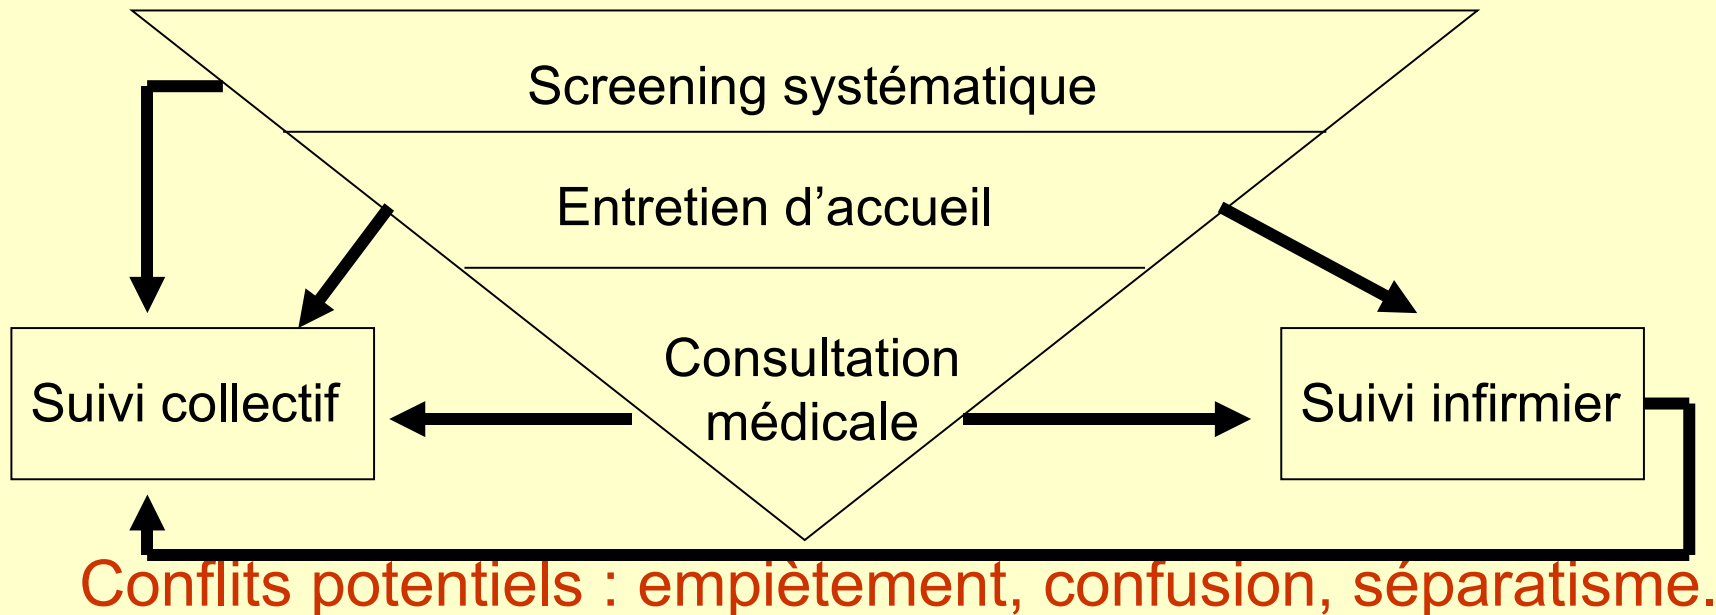 Screening systématique
Entretien d’accueil
Consultation
médicale
Suivi collectif
Suivi infirmier
Conflits potentiels : empiètement, confusion, séparatisme.